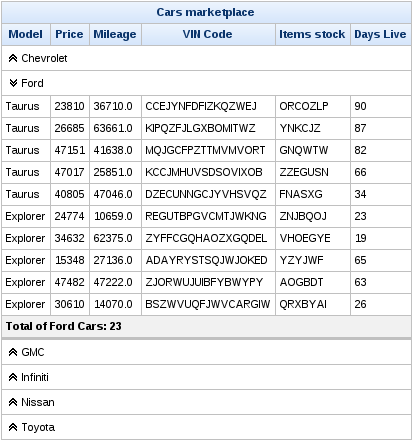 Cars marketplace
Model Price Mileage VIN Code Items stock Days Live
Chevrolet
Ford
Taurus 23810 36710.0 CCEJYNFDFIZKQZWEJ ORCOZLP 90
Taurus 26685 63661.0 KIPQZFJLGXBOMITWZ YNKCJZ 87
Taurus 47151 41638.0 MQJGCFPZTTMVMVORT GNQWTW 82
Taurus 47017 25851.0 KCCJMHUVSDSOVIXOB ZZEGUSN 66
Taurus 40805 47046.0 DZECUNNGCJYVHSVQZ FNASXG 34
Explorer 24774 10659.0 REGUTBPGVCMTJWKNG ZNJBQOJ 23
Explorer 34632 62375.0 ZYFFCGQHAOZXGQDEL VHOEGYE 19
Explorer 15348 27136.0 ADAYRYSTSQJWJOKED YZYJWF 65
Explorer 47482 47222.0 ZJORWUJUIBFYBWYPY AOGBDT 63
Explorer 30610 14070.0 BSZWVUQFJWVCARGIW QRXBYAI 26
Total of Ford Cars: 23
GMC
Infiniti
Nissan
Toyota